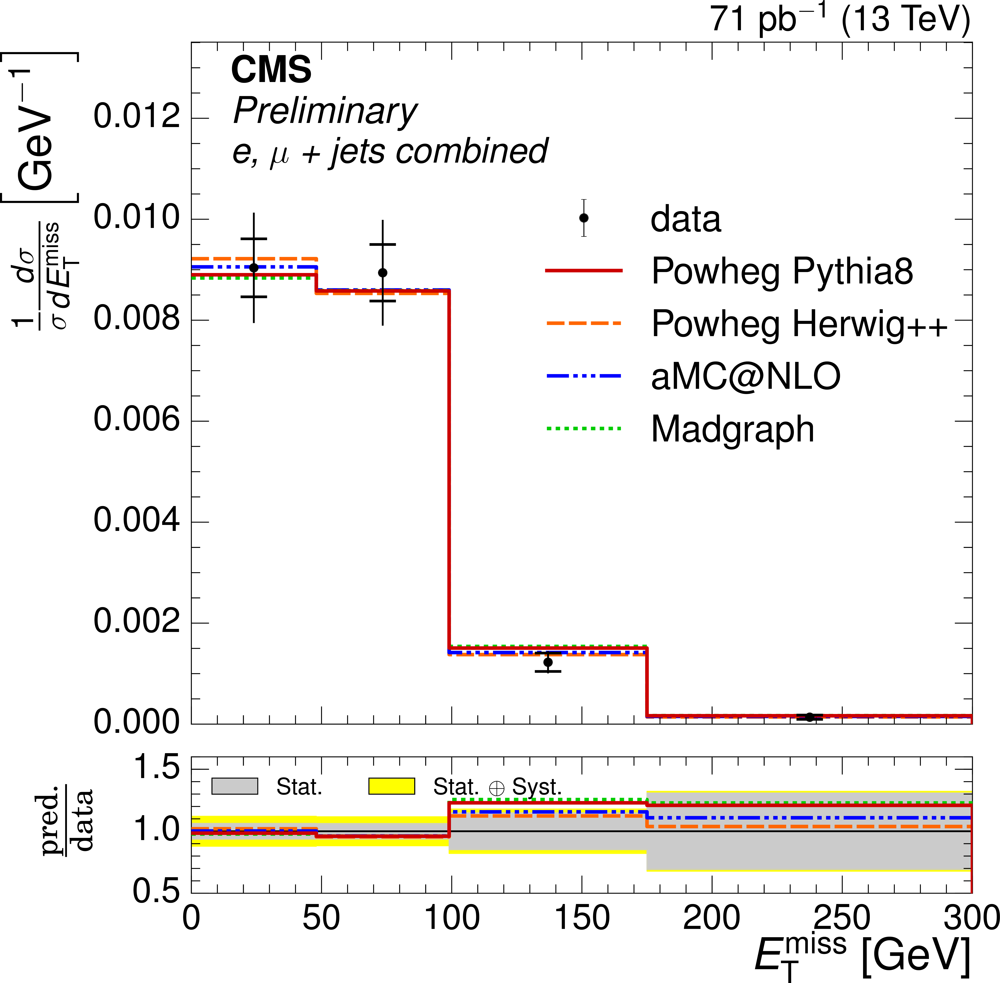 71 pb⁻¹ (13 TeV)
CMS
Preliminary
e, μ + jets combined
1/σ dσ/dE_T^miss [GeV⁻¹]
0.012
0.010
0.008
0.006
0.004
0.002
0.000
data
Powheg Pythia8
Powheg Herwig++
aMC@NLO
Madgraph
pred./data
1.5
1.0
0.5
Stat.
Stat. ⊕ Syst.
0 50 100 150 200 250 300
E_T^miss [GeV]